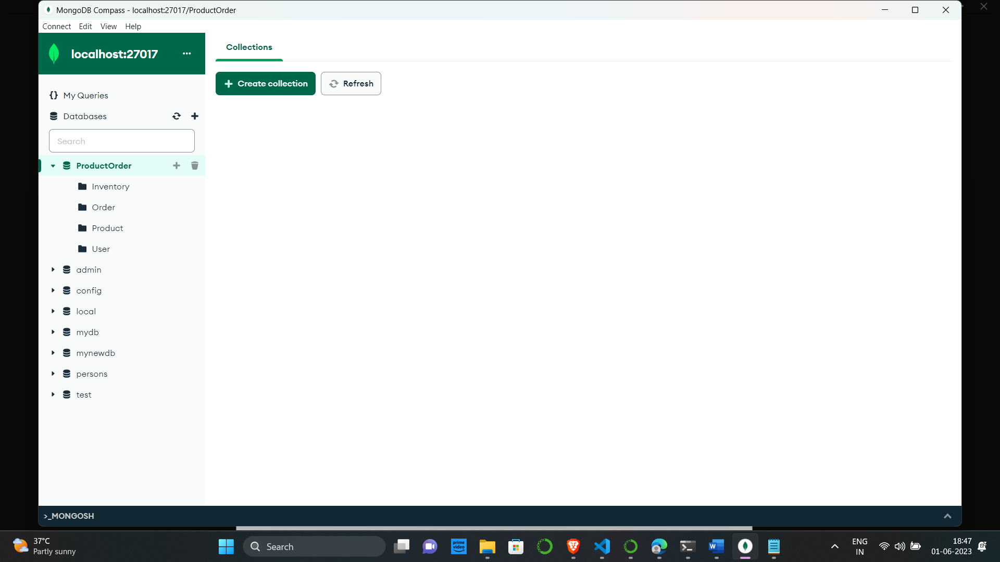 MongoDB Compass - localhost:27017/ProductOrder
Connect Edit View Help
localhost:27017
My Queries
Databases
Search
ProductOrder
Inventory
Order
Product
User
admin
config
local
mydb
mynewdb
persons
test
Collections
Create collection
Refresh
>_MONGOSH
37°C
Partly sunny
Search
prime
video
ENG
IN
18:47
01-06-2023